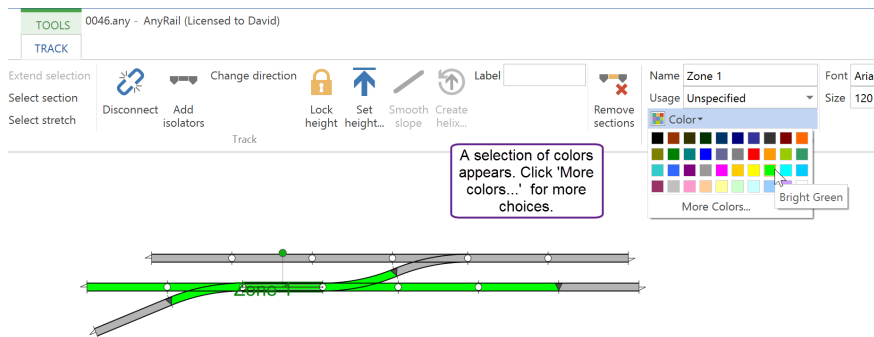 TOOLS
0046.any - AnyRail (Licensed to David)
TRACK
Extend selection
Select section
Select stretch
Disconnect
Add
isolators
Change direction
Lock
height
Set
height...
Smooth
slope
Create
helix...
Track
Label
Remove
sections
Name Zone 1
Usage Unspecified
Color
Font Aria
Size 120
More Colors...
Bright Green
A selection of colors
appears. Click 'More
colors...' for more
choices.
Zone 1